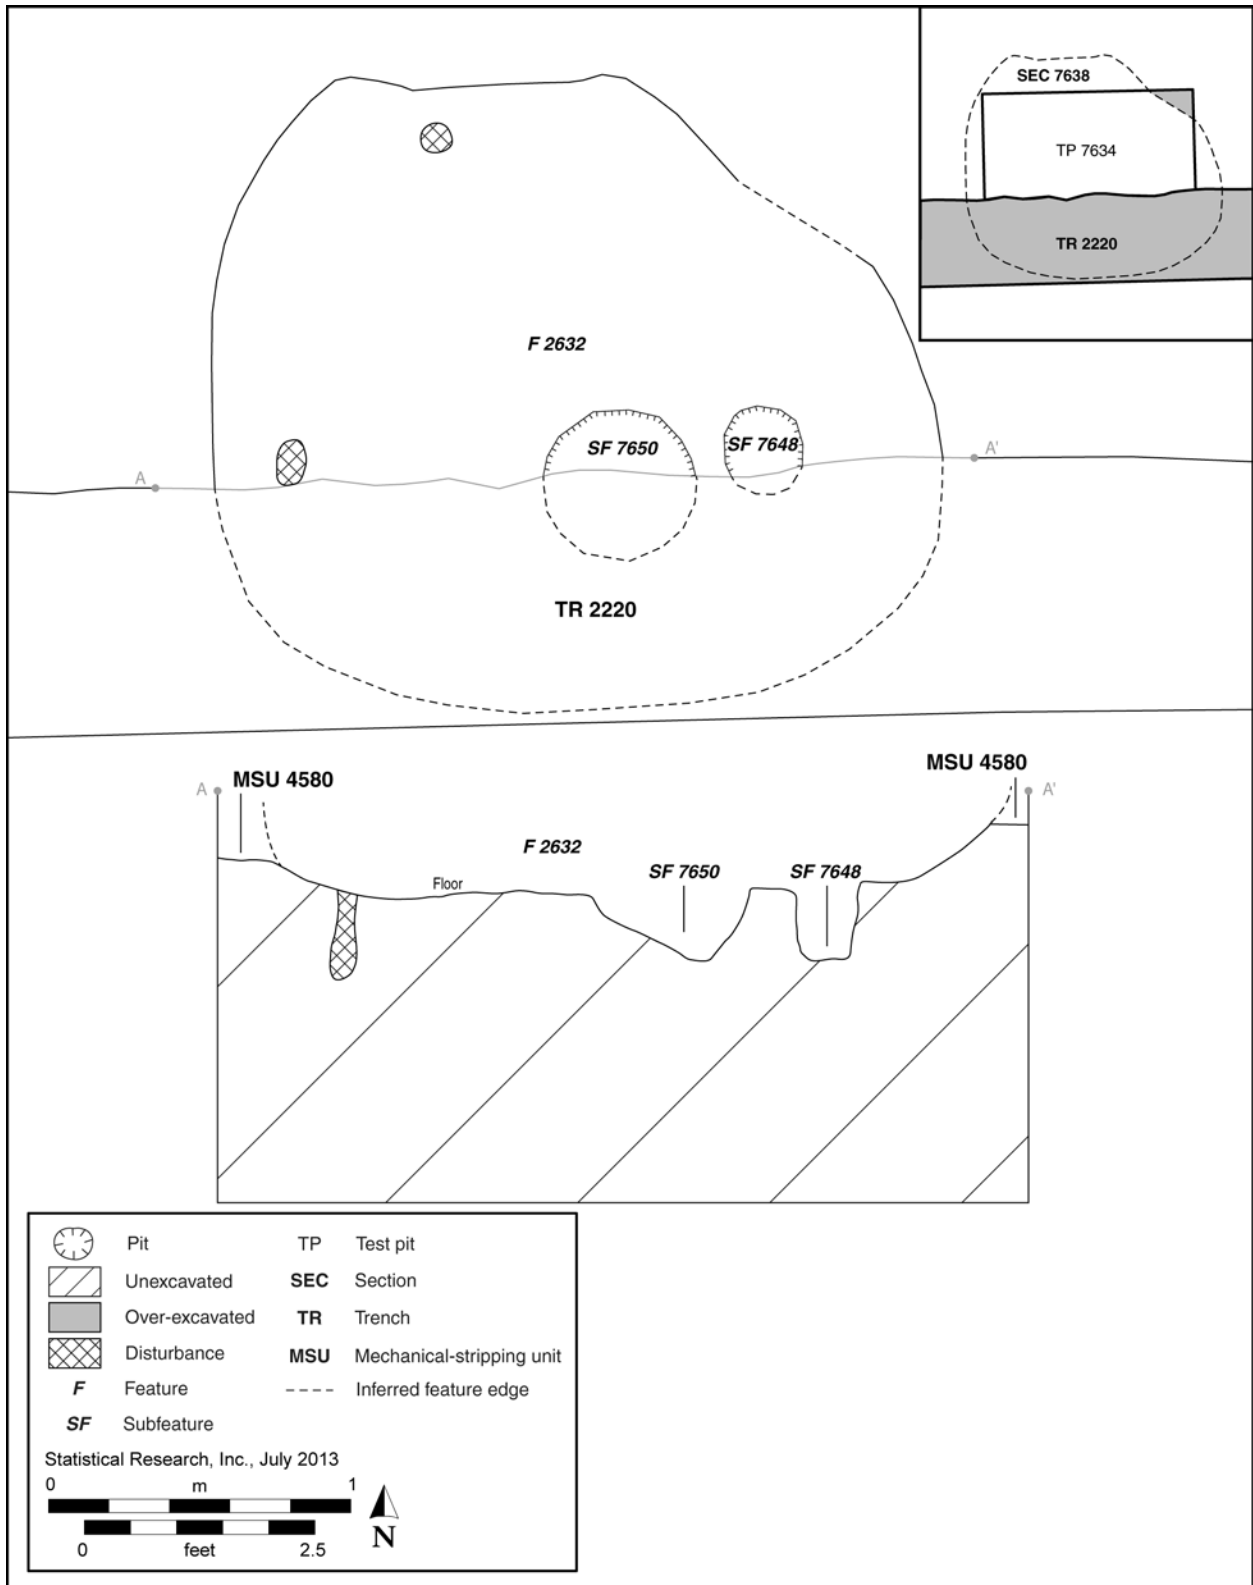 SEC 7638
TP 7634
TR 2220
F 2632
SF 7650
SF 7648
A
A'
TR 2220
MSU 4580
MSU 4580
A
A'
F 2632
SF 7650
SF 7648
Floor
Pit
TP Test pit
Unexcavated
SEC Section
Over-excavated
TR Trench
Disturbance
MSU Mechanical-stripping unit
F Feature
Inferred feature edge
SF Subfeature
Statistical Research, Inc., July 2013
0 m 1
N
0 feet 2.5